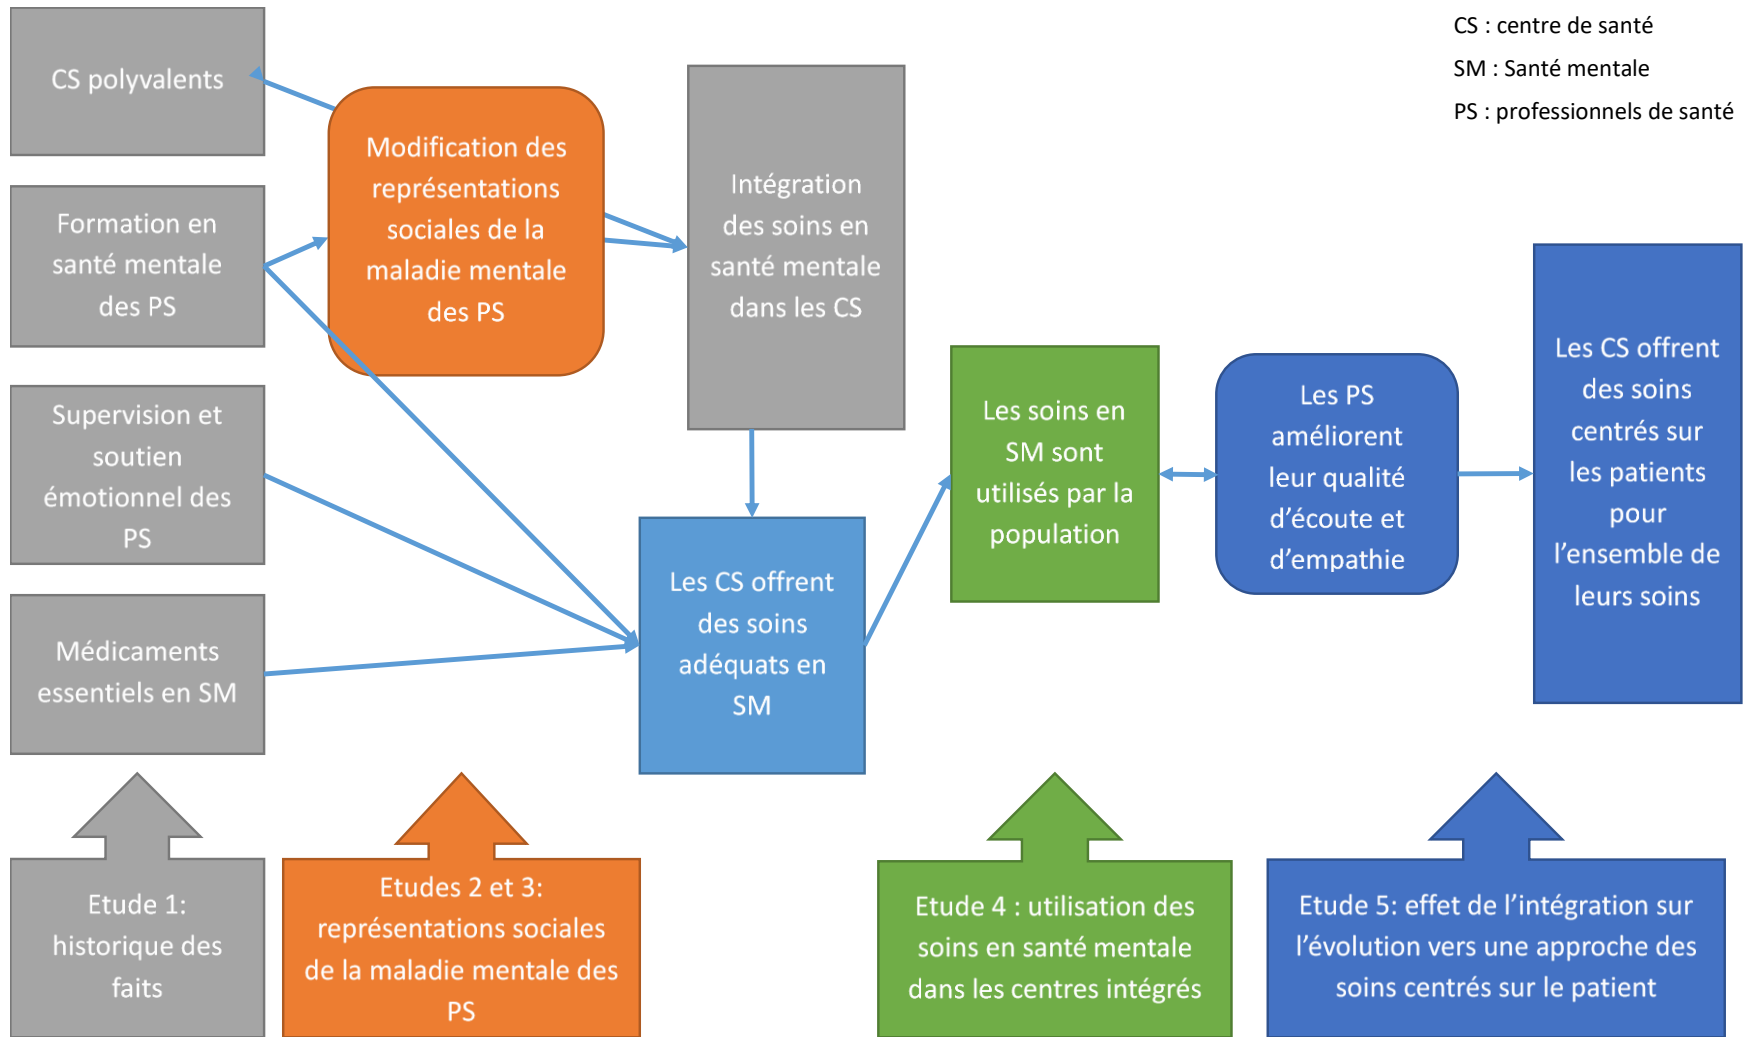 CS : centre de santé
SM : Santé mentale
PS : professionnels de santé
CS polyvalents
Formation en
santé mentale
des PS
Supervision et
soutien
émotionnel des
PS
Médicaments
essentiels en SM
Modification des
représentations
sociales de la
maladie mentale
des PS
Intégration
des soins en
santé mentale
dans les CS
Les CS offrent
des soins
adéquats en
SM
Les soins en
SM sont
utilisés par la
population
Les PS
améliorent
leur qualité
d’écoute et
d’empathie
Les CS offrent
des soins
centrés sur
les patients
pour
l’ensemble de
leurs soins
Etude 1:
historique des
faits
Etudes 2 et 3:
représentations sociales
de la maladie mentale des
PS
Etude 4 : utilisation des
soins en santé mentale
dans les centres intégrés
Etude 5: effet de l’intégration sur
l’évolution vers une approche des
soins centrés sur le patient